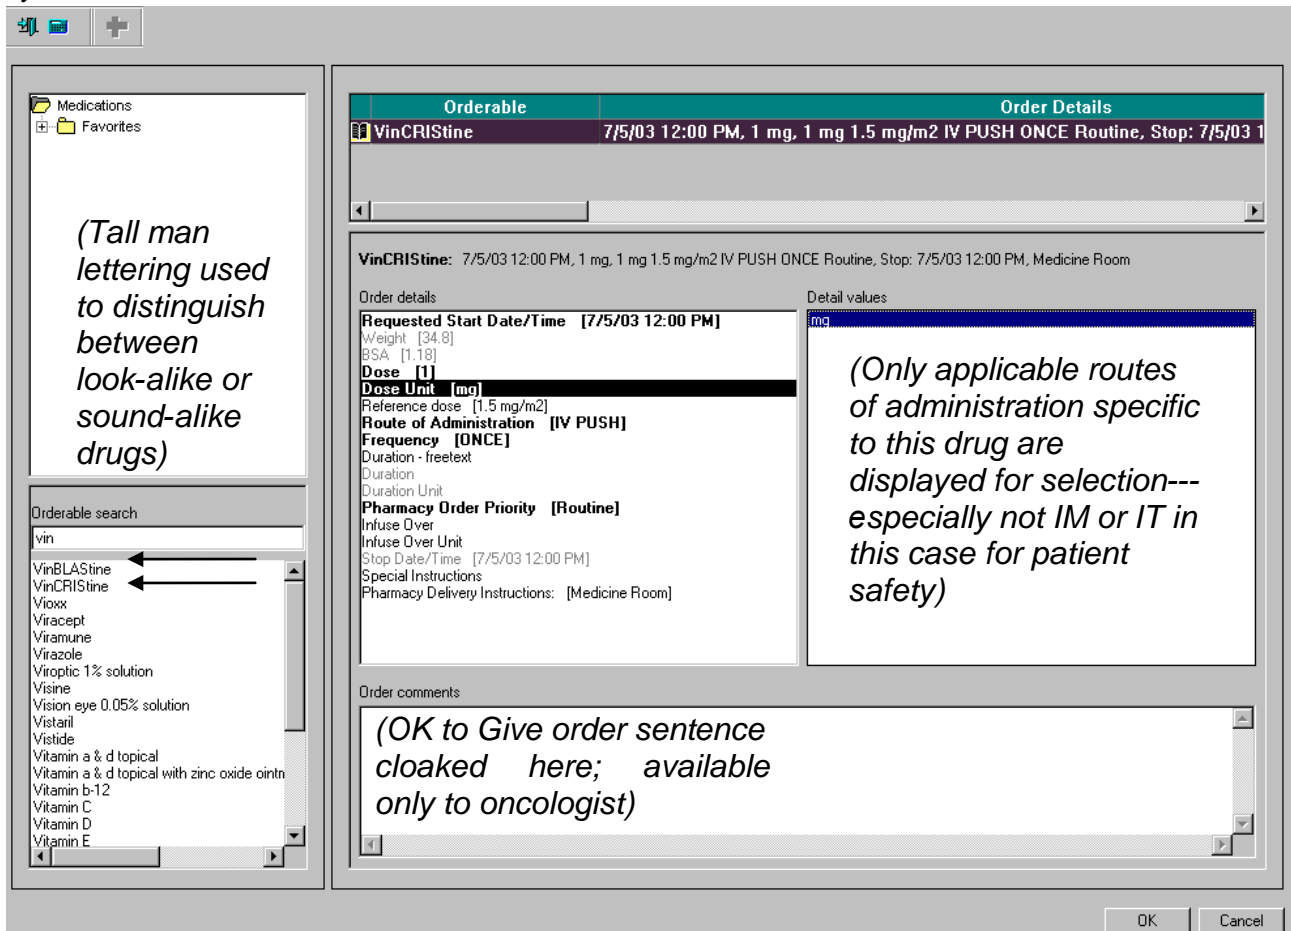 Medications
Favorites
(Tall man
lettering used
to distinguish
between
look-alike or
sound-alike
drugs)
Orderable search
vin
VinBLAStine
VinCRIStine
Vioxx
Viracept
Viramune
Virazole
Viroptic 1% solution
Visine
Vision eye 0.05% solution
Vistaril
Vistide
Vitamin a & d topical
Vitamin a & d topical with zinc oxide ointn
Vitamin b-12
Vitamin C
Vitamin D
Vitamin E
Orderable Order Details
VinCRIStine 7/5/03 12:00 PM, 1 mg, 1 mg 1.5 mg/m2 IV PUSH ONCE Routine, Stop: 7/5/03 1
VinCRIStine: 7/5/03 12:00 PM, 1 mg, 1 mg 1.5 mg/m2 IV PUSH ONCE Routine, Stop: 7/5/03 12:00 PM, Medicine Room
Order details
Requested Start Date/Time [7/5/03 12:00 PM]
Weight [34.8]
BSA [1.18]
Dose [1]
Dose Unit [mg]
Reference dose [1.5 mg/m2]
Route of Administration [IV PUSH]
Frequency [ONCE]
Duration - freetext
Duration
Duration Unit
Pharmacy Order Priority [Routine]
Infuse Over
Infuse Over Unit
Stop Date/Time [7/5/03 12:00 PM]
Special Instructions
Pharmacy Delivery Instructions: [Medicine Room]
Detail values
mg
(Only applicable routes
of administration specific
to this drug are
displayed for selection---
especially not IM or IT in
this case for patient
safety)
Order comments
(OK to Give order sentence
cloaked here; available
only to oncologist)
OK Cancel